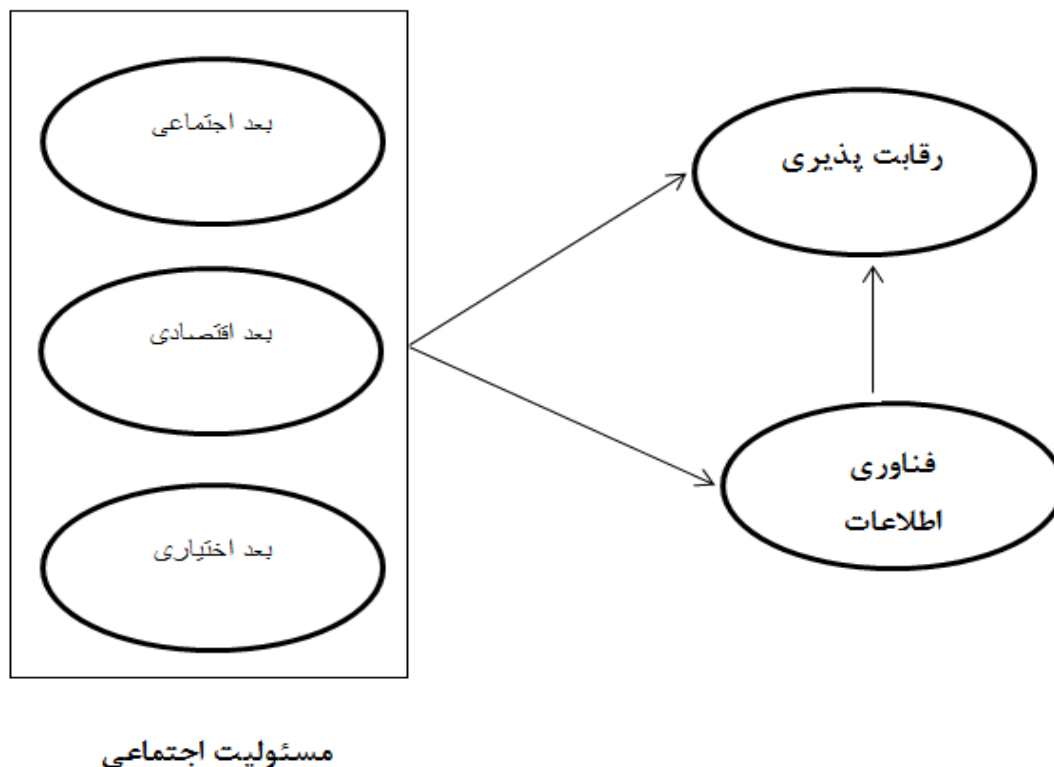 بعد اجتماعی
رقابت پذیری
بعد اقتصادی
بعد اختیاری
فناوری
اطلاعات
مسئولیت اجتماعی